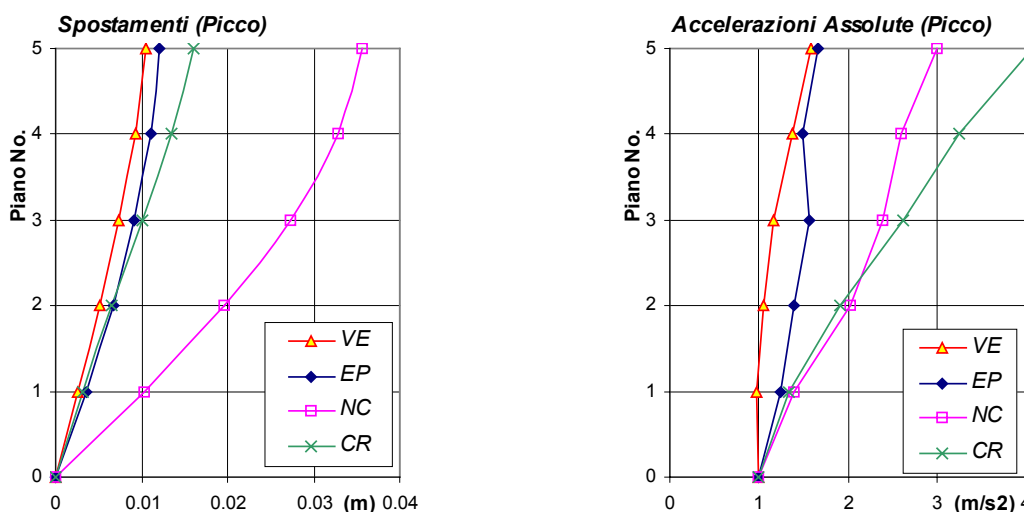 Spostamenti (Picco)
5
4
3
2
1
0
Piano No.
VE
EP
NC
CR
0 0.01 0.02 0.03 (m) 0.04
Accelerazioni Assolute (Picco)
5
4
3
2
1
0
Piano No.
VE
EP
NC
CR
0 1 2 3 (m/s2) 4